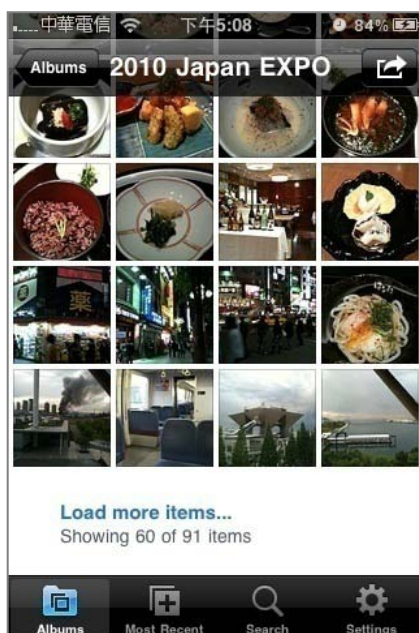 中華電信 下午5:08 84%
Albums 2010 Japan EXPO
薬
Load more items...
Showing 60 of 91 items
Albums Most Recent Search Settings